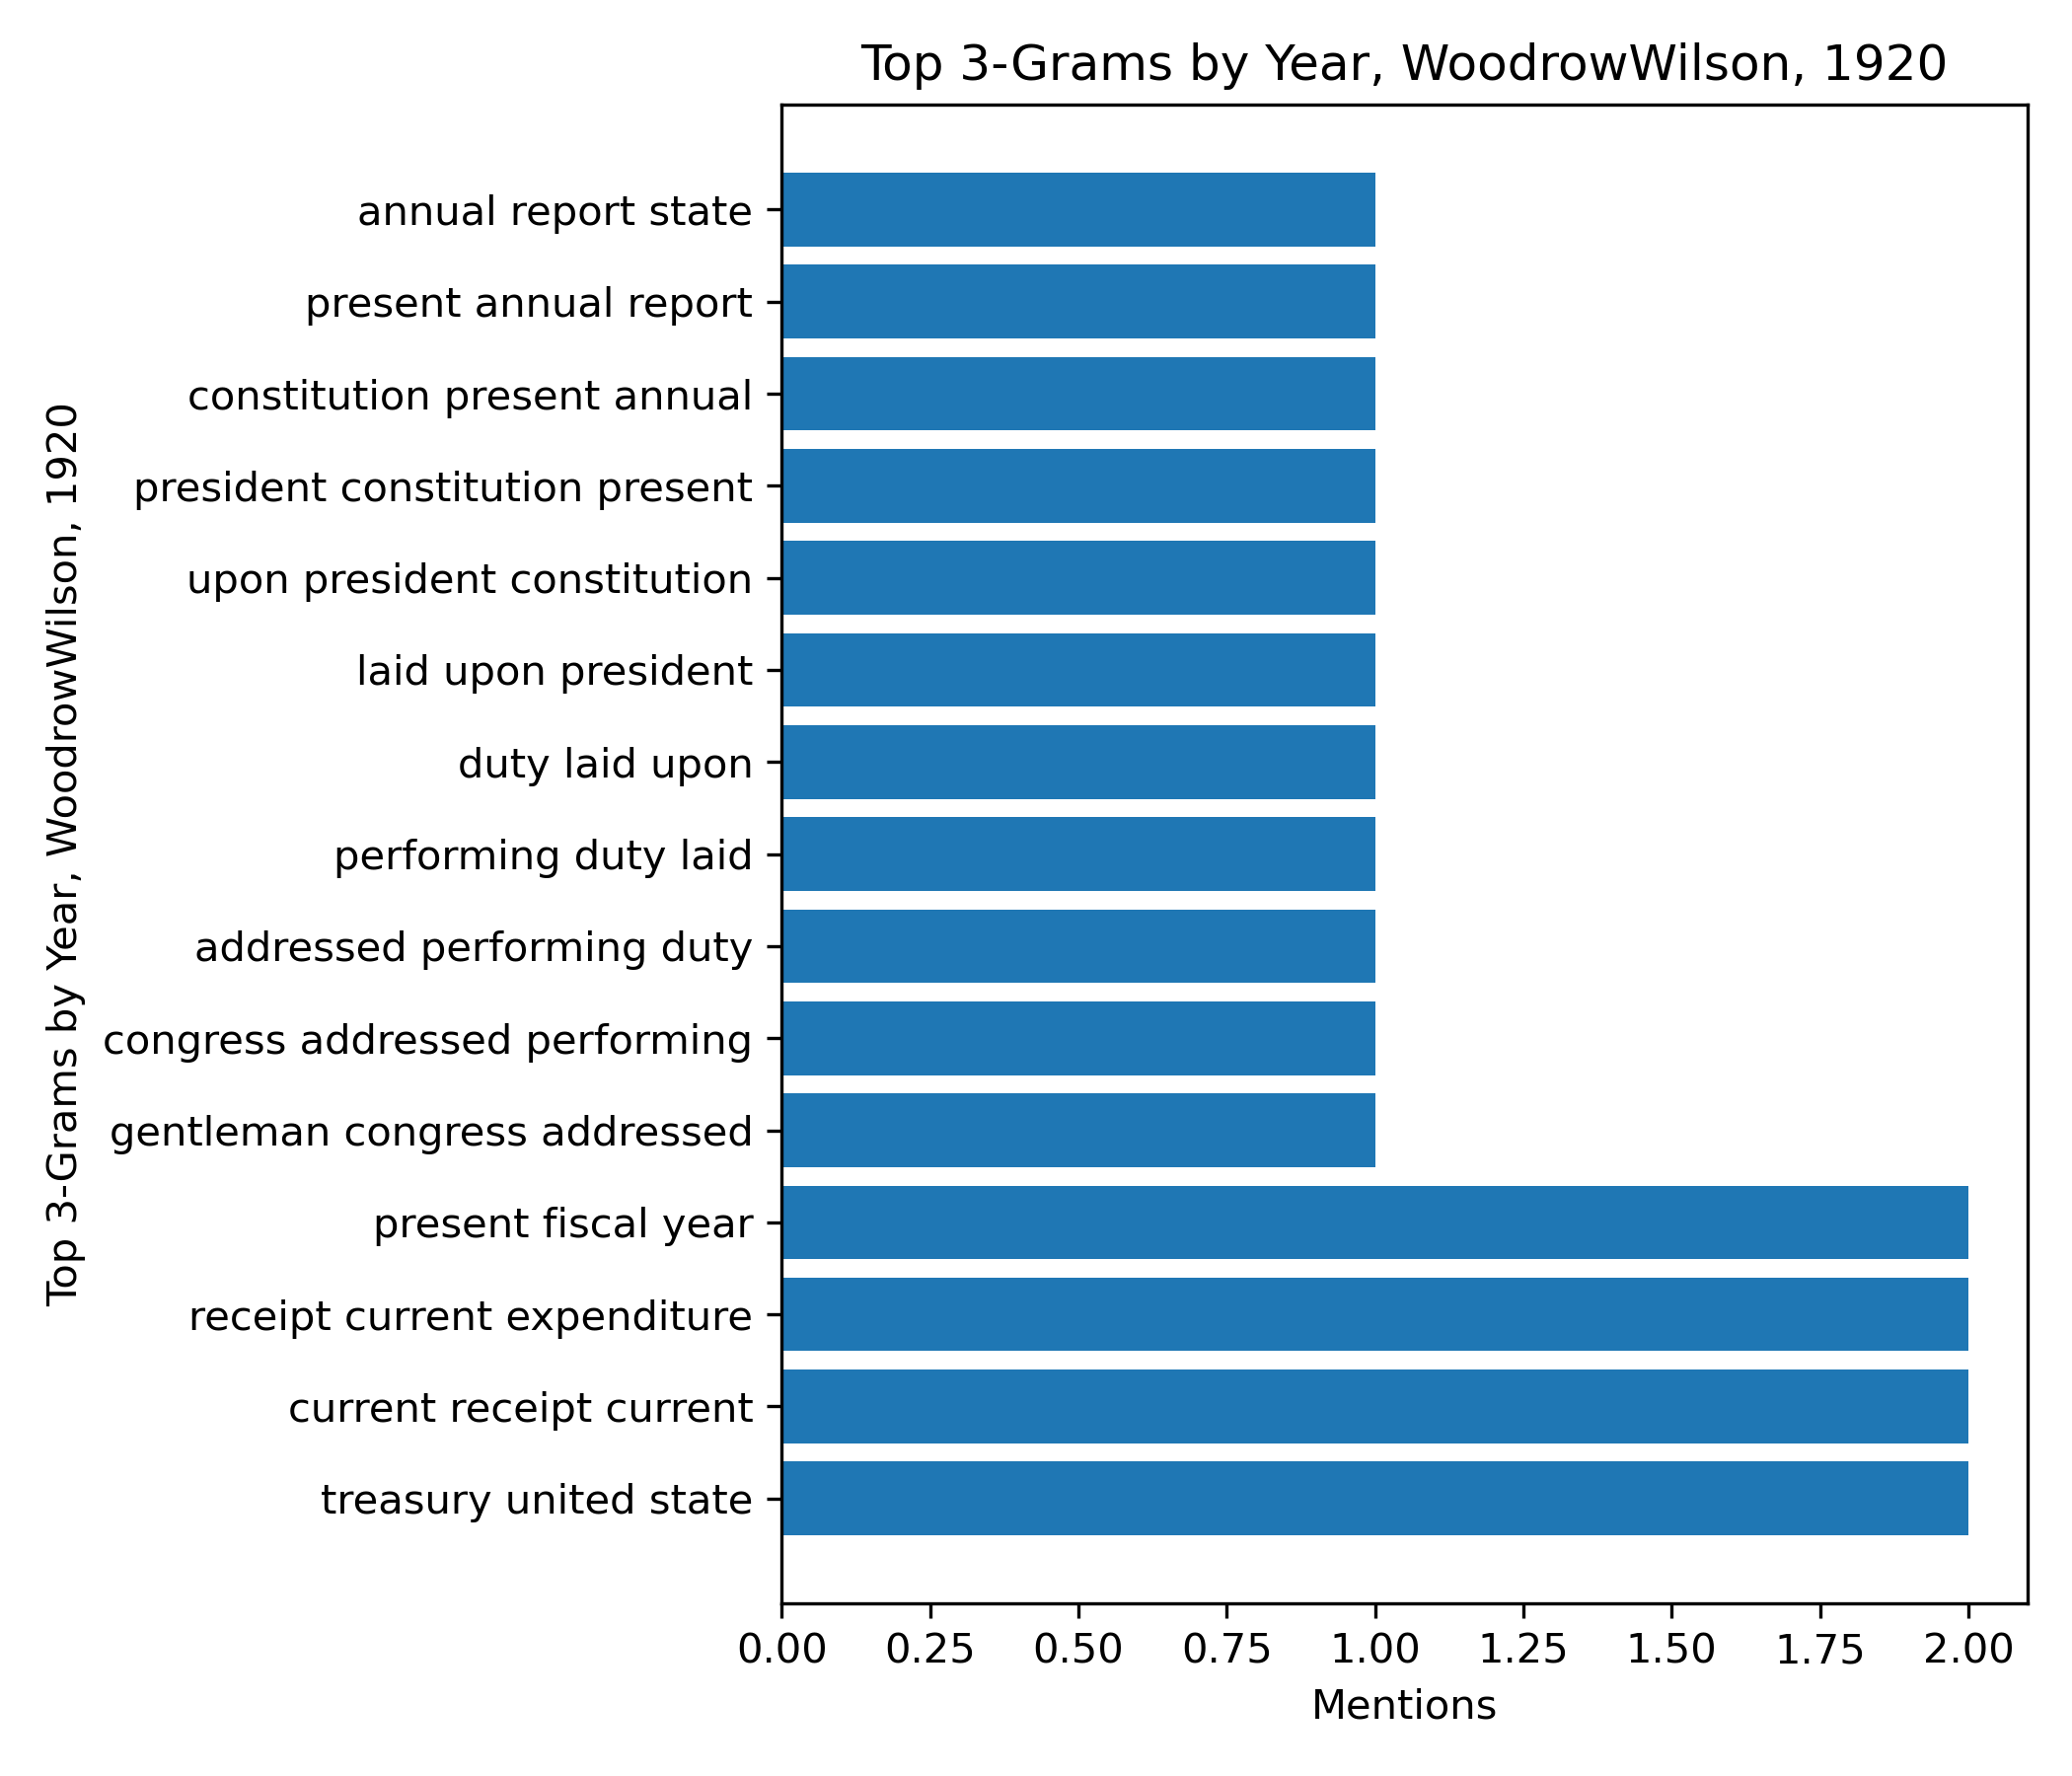 Top 3-Grams by Year, WoodrowWilson, 1920
Top 3-Grams by Year, WoodrowWilson, 1920
annual report state
present annual report
constitution present annual
president constitution present
upon president constitution
laid upon president
duty laid upon
performing duty laid
addressed performing duty
congress addressed performing
gentleman congress addressed
present fiscal year
receipt current expenditure
current receipt current
treasury united state
0.00 0.25 0.50 0.75 1.00 1.25 1.50 1.75 2.00
Mentions